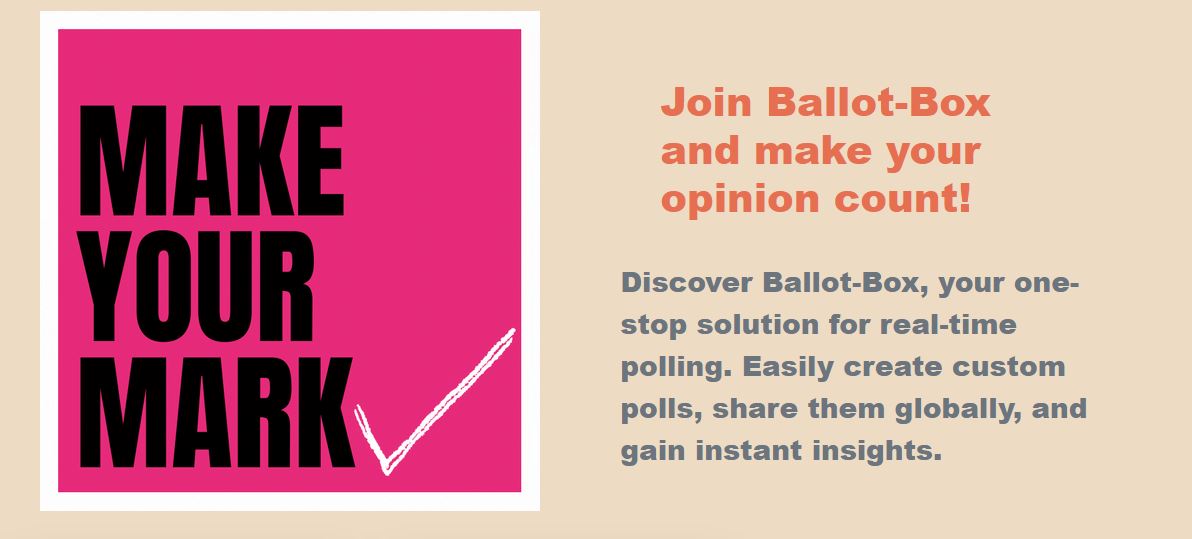 MAKE
YOUR
MARK
Join Ballot-Box
and make your
opinion count!
Discover Ballot-Box, your one-
stop solution for real-time
polling. Easily create custom
polls, share them globally, and
gain instant insights.